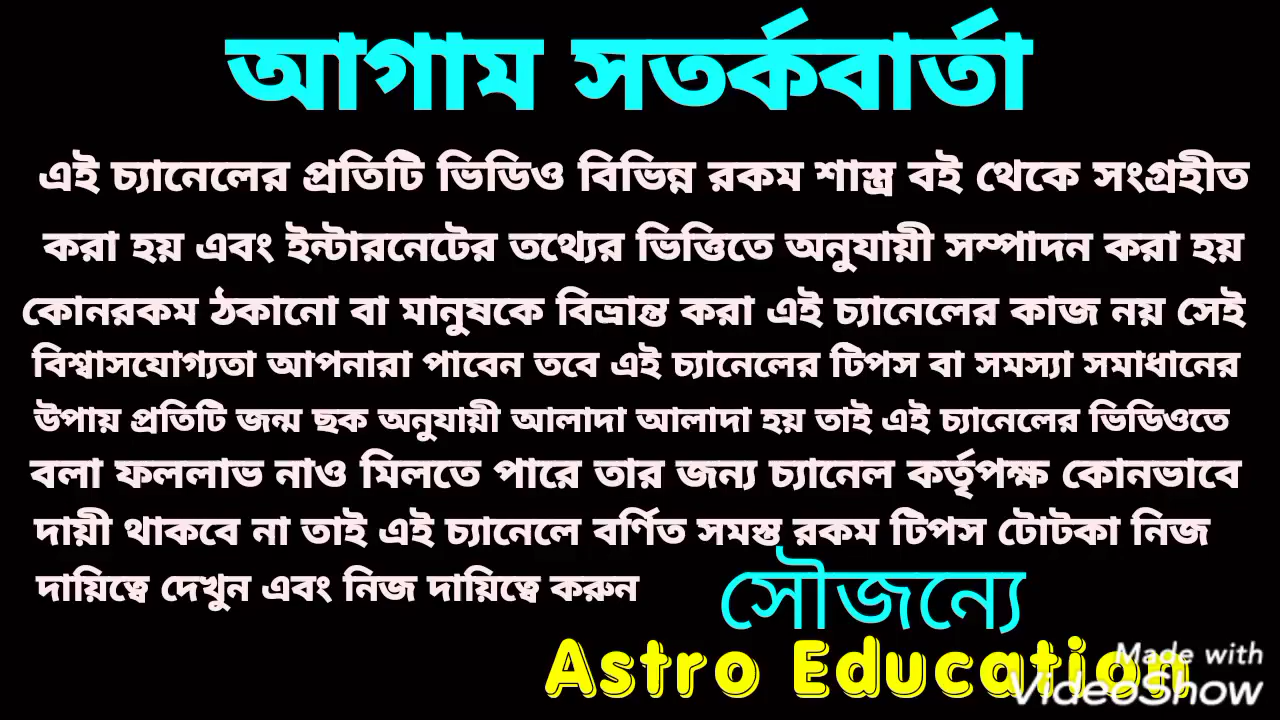 আগাম সতর্কবার্তা
এই চ্যানেলের প্রতিটি ভিডিও বিভিন্ন রকম শাস্ত্র বই থেকে সংগ্রহীত
করা হয় এবং ইন্টারনেটের তথ্যের ভিত্তিতে অনুযায়ী সম্পাদন করা হয়
কোনরকম ঠকানো বা মানুষকে বিভ্রান্ত করা এই চ্যানেলের কাজ নয় সেই
বিশ্বাসযোগ্যতা আপনারা পাবেন তবে এই চ্যানেলের টিপস বা সমস্যা সমাধানের
উপায় প্রতিটি জন্ম ছক অনুযায়ী আলাদা আলাদা হয় তাই এই চ্যানেলের ভিডিওতে
বলা ফললাভ নাও মিলতে পারে তার জন্য চ্যানেল কর্তৃপক্ষ কোনভাবে
দায়ী থাকবে না তাই এই চ্যানেলে বর্ণিত সমস্ত রকম টিপস টোটকা নিজ
দায়িত্বে দেখুন এবং নিজ দায়িত্বে করুন
সৌজন্যে
Astro Education
Made with
VideoShow